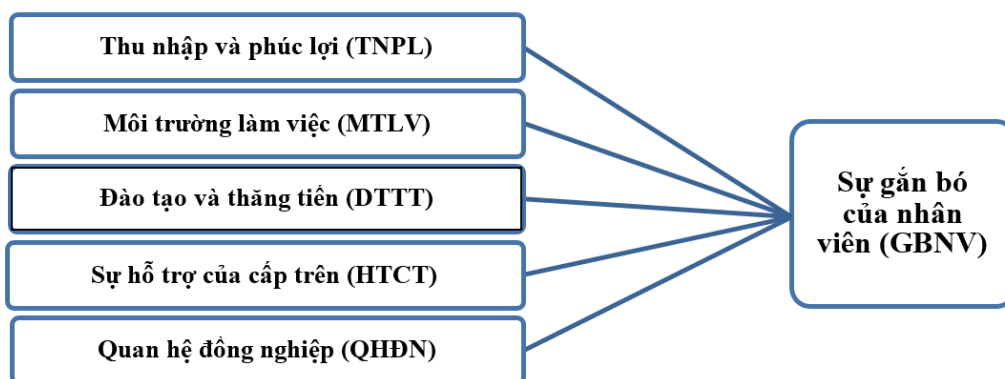 Thu nhập và phúc lợi (TNPL)
Môi trường làm việc (MTLV)
Đào tạo và thăng tiến (DTTT)
Sự hỗ trợ của cấp trên (HTCT)
Quan hệ đồng nghiệp (QHĐN)
Sự gắn bó
của nhân
viên (GBNV)